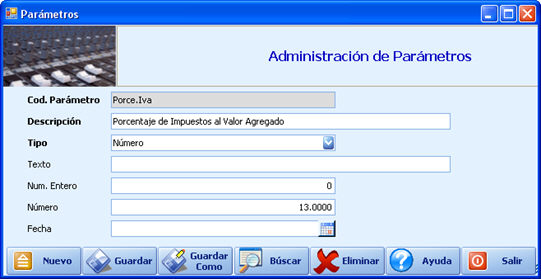 Parámetros
Administración de Parámetros
Cod. Parámetro Porce.Iva
Descripción Porcentaje de Impuestos al Valor Agregado
Tipo Número
Texto
Num. Entero 0
Número 13.0000
Fecha
Nuevo Guardar Guardar Como Búscar Eliminar Ayuda Salir